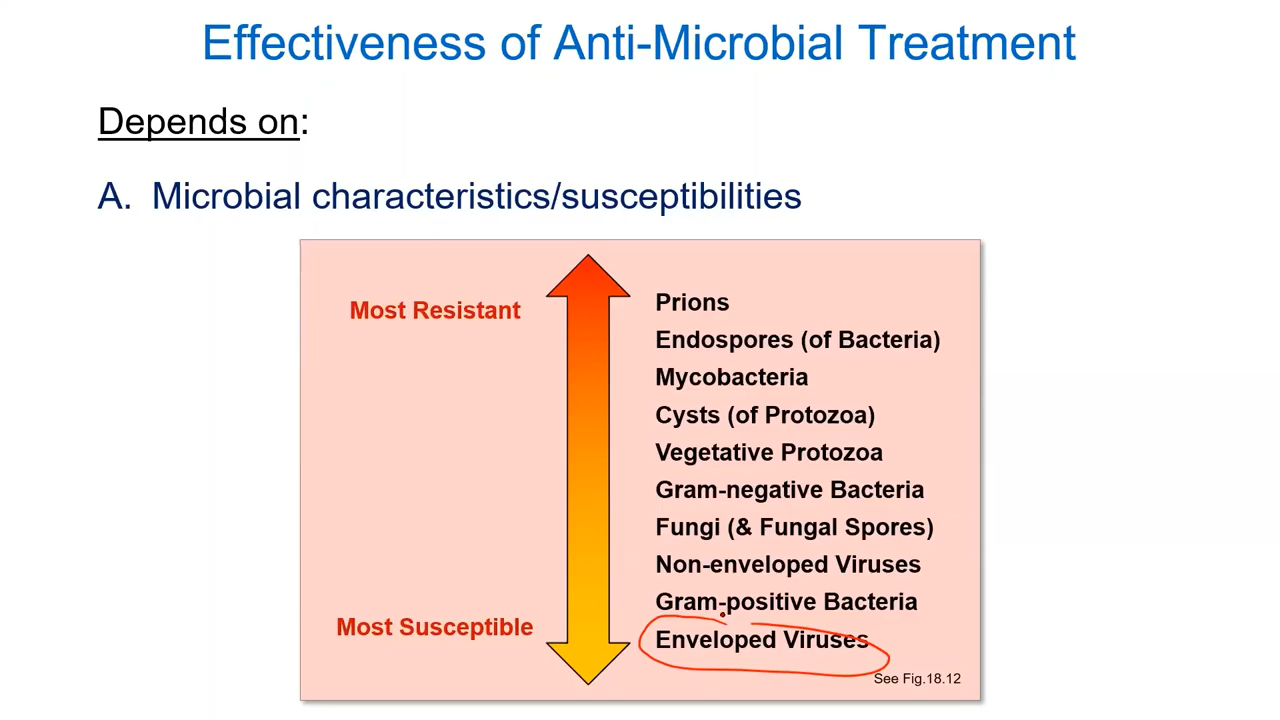 Effectiveness of Anti-Microbial Treatment
Depends on:
A. Microbial characteristics/susceptibilities
Most Resistant
Prions
Endospores (of Bacteria)
Mycobacteria
Cysts (of Protozoa)
Vegetative Protozoa
Gram-negative Bacteria
Fungi (& Fungal Spores)
Non-enveloped Viruses
Gram-positive Bacteria
Most Susceptible
Enveloped Viruses
See Fig.18.12